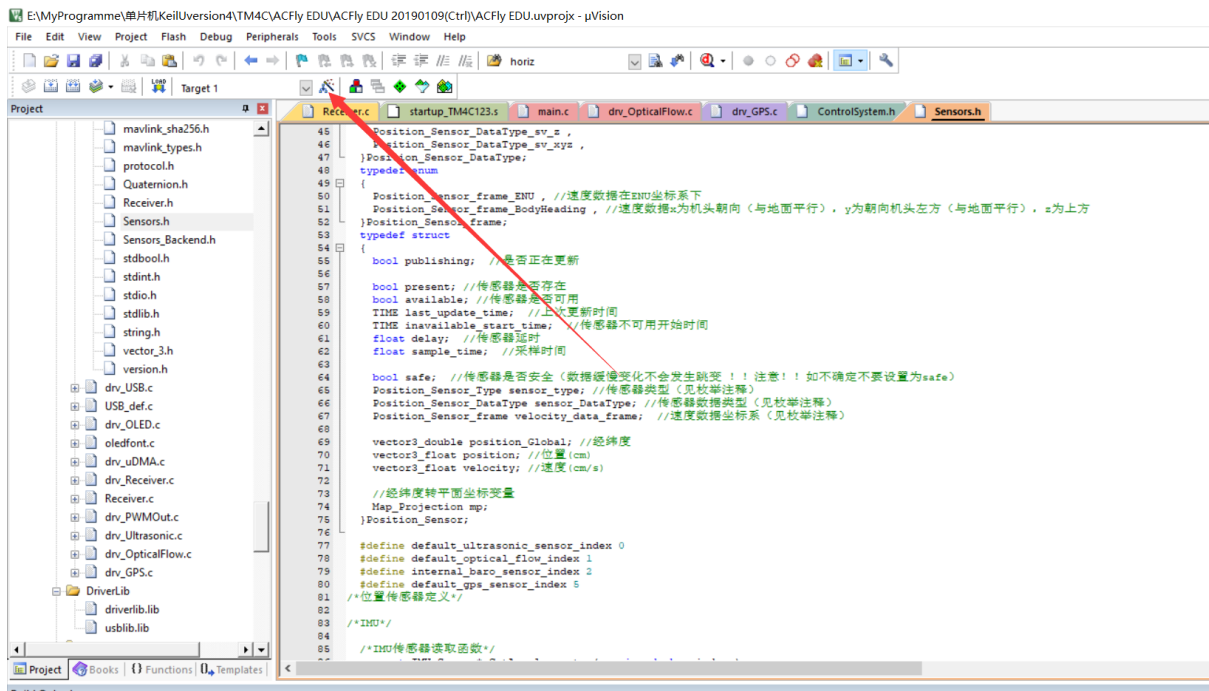 E:\MyProgramme\单片机KeilUversion4\TM4C\ACFly EDU\ACFly EDU 20190109(Ctrl)\ACFly EDU.uvprojx - µVision
File Edit View Project Flash Debug Peripherals Tools SVCS Window Help
horiz
LOAD
Target 1
Project
Receiver.c startup_TM4C123.s main.c drv_OpticalFlow.c drv_GPS.c ControlSystem.h Sensors.h
mavlink_sha256.h
mavlink_types.h
protocol.h
Quaternion.h
Receiver.h
Sensors.h
Sensors_Backend.h
stdbool.h
stdint.h
stdio.h
stdlib.h
string.h
vector_3.h
version.h
drv_USB.c
USB_def.c
drv_OLED.c
oledfont.c
drv_uDMA.c
drv_Receiver.c
Receiver.c
drv_PWMOut.c
drv_Ultrasonic.c
drv_OpticalFlow.c
drv_GPS.c
DriverLib
driverlib.lib
usblib.lib
Project Books Functions Templates
45 Position_Sensor_DataType_sv_z ,
46 Position_Sensor_DataType_sv_xyz ,
47 }Position_Sensor_DataType;
48 typedef enum
49 {
50 Position_Sensor_frame_ENU , //速度数据在ENU坐标系下
51 Position_Sensor_frame_BodyHeading , //速度数据x为机头朝向（与地面平行），y为朝向机头左方（与地面平行），z为上方
52 }Position_Sensor_frame;
53 typedef struct
54 {
55 bool publishing; //是否正在更新
56
57 bool present; //传感器是否存在
58 bool available; //传感器是否可用
59 TIME last_update_time; //上次更新时间
60 TIME inavailable_start_time; //传感器不可用开始时间
61 float delay; //传感器延时
62 float sample_time; //采样时间
63
64 bool safe; //传感器是否安全（数据缓慢变化不会发生跳变 ！！注意！！如不确定不要设置为safe）
65 Position_Sensor_Type sensor_type; //传感器类型（见枚举注释）
66 Position_Sensor_DataType sensor_DataType; //传感器数据类型（见枚举注释）
67 Position_Sensor_frame velocity_data_frame; //速度数据坐标系（见枚举注释）
68
69 vector3_double position_Global; //经纬度
70 vector3_float position; //位置(cm)
71 vector3_float velocity; //速度(cm/s)
72
73 //经纬度转平面坐标变量
74 Map_Projection mp;
75 }Position_Sensor;
76
77 #define default_ultrasonic_sensor_index 0
78 #define default_optical_flow_index 1
79 #define internal_baro_sensor_index 2
80 #define default_gps_sensor_index 5
81 /*位置传感器定义*/
82
83 /*IMU*/
84
85 /*IMU传感器读取函数*/